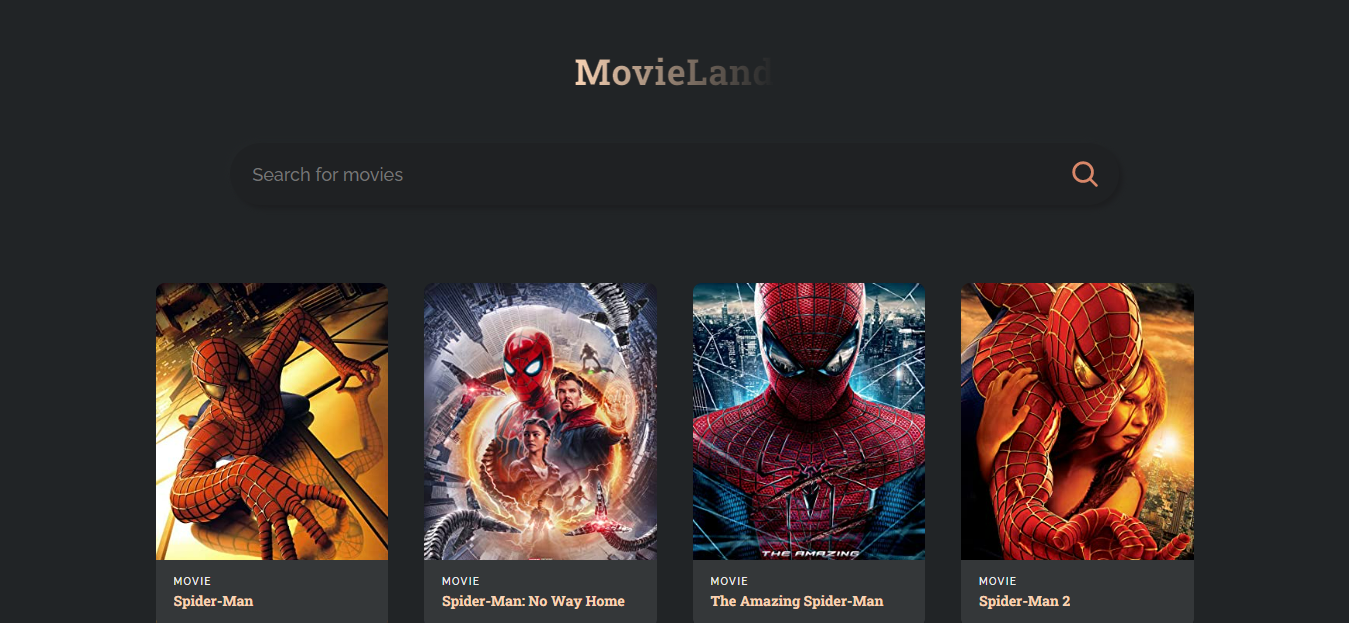 MovieLand
Search for movies
THE AMAZING
MOVIE
Spider-Man
MOVIE
Spider-Man: No Way Home
MOVIE
The Amazing Spider-Man
MOVIE
Spider-Man 2